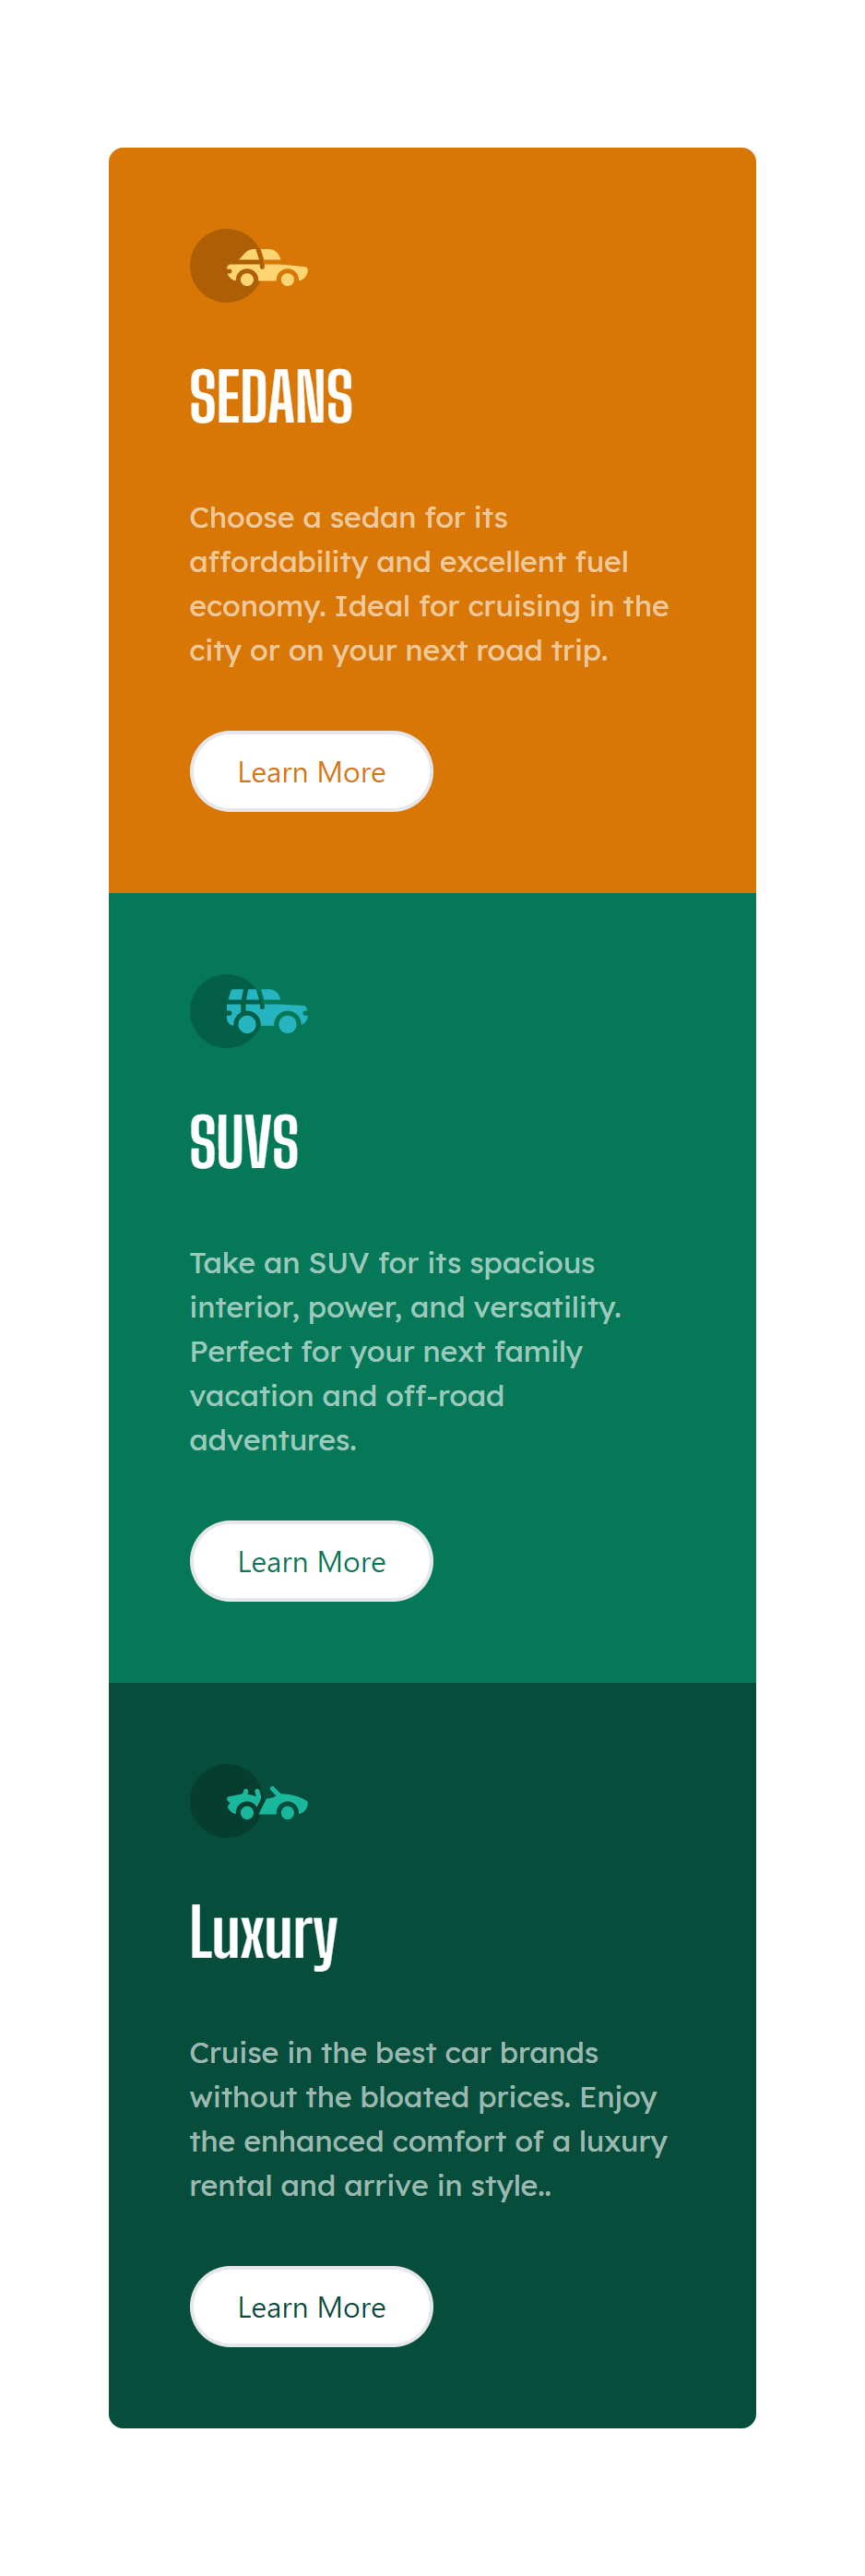 SEDANS
Choose a sedan for its
affordability and excellent fuel
economy. Ideal for cruising in the
city or on your next road trip.
Learn More
SUVS
Take an SUV for its spacious
interior, power, and versatility.
Perfect for your next family
vacation and off-road
adventures.
Learn More
Luxury
Cruise in the best car brands
without the bloated prices. Enjoy
the enhanced comfort of a luxury
rental and arrive in style..
Learn More